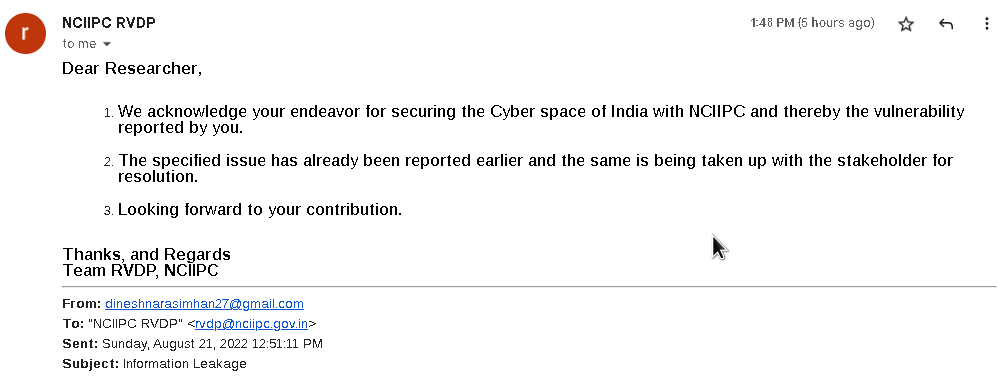 r
NCIIPC RVDP
1:48 PM (5 hours ago)
to me
Dear Researcher,
1. We acknowledge your endeavor for securing the Cyber space of India with NCIIPC and thereby the vulnerability
reported by you.
2. The specified issue has already been reported earlier and the same is being taken up with the stakeholder for
resolution.
3. Looking forward to your contribution.
Thanks, and Regards
Team RVDP, NCIIPC
From: dineshnarasimhan27@gmail.com
To: "NCIIPC RVDP" <rvdp@nciipc.gov.in>
Sent: Sunday, August 21, 2022 12:51:11 PM
Subject: Information Leakage